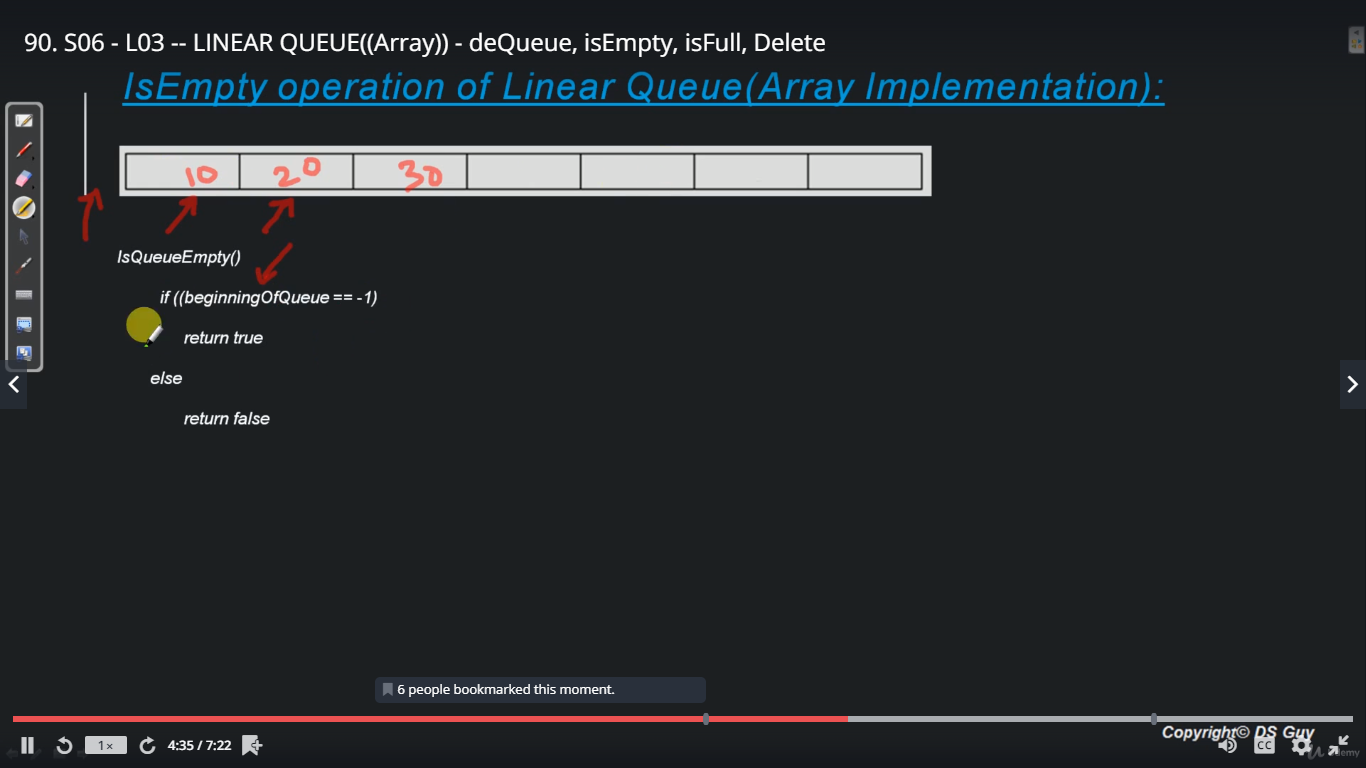 90. S06 - L03 -- LINEAR QUEUE((Array)) - deQueue, isEmpty, isFull, Delete
IsEmpty operation of Linear Queue(Array Implementation):
10 20 30
IsQueueEmpty()
if ((beginningOfQueue == -1)
return true
else
return false
6 people bookmarked this moment.
Copyright© DS Guy
1x 4:35 / 7:22 CC
Udemy